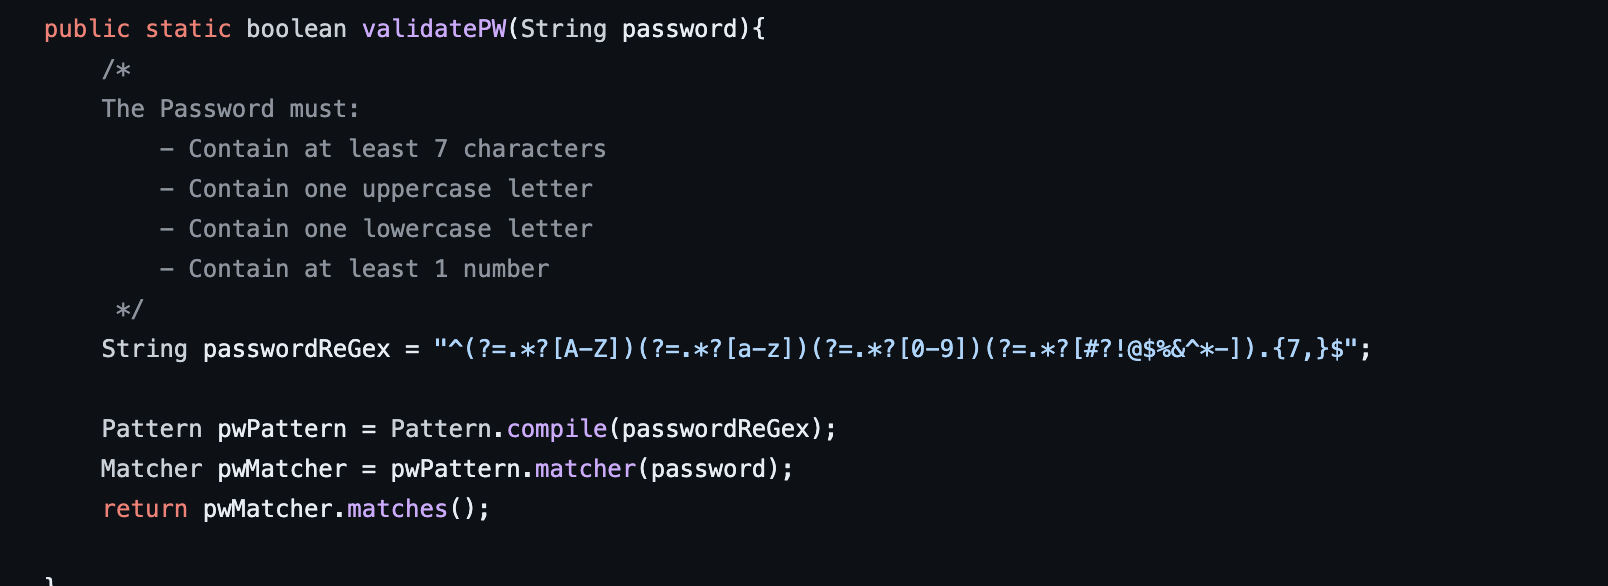 public static boolean validatePW(String password){
/*
The Password must:
- Contain at least 7 characters
- Contain one uppercase letter
- Contain one lowercase letter
- Contain at least 1 number
*/
String passwordReGex = "^(?=.*?[A-Z])(?=.*?[a-z])(?=.*?[0-9])(?=.*?[#?!@$%&^*-]).{7,}$";
Pattern pwPattern = Pattern.compile(passwordReGex);
Matcher pwMatcher = pwPattern.matcher(password);
return pwMatcher.matches();
}